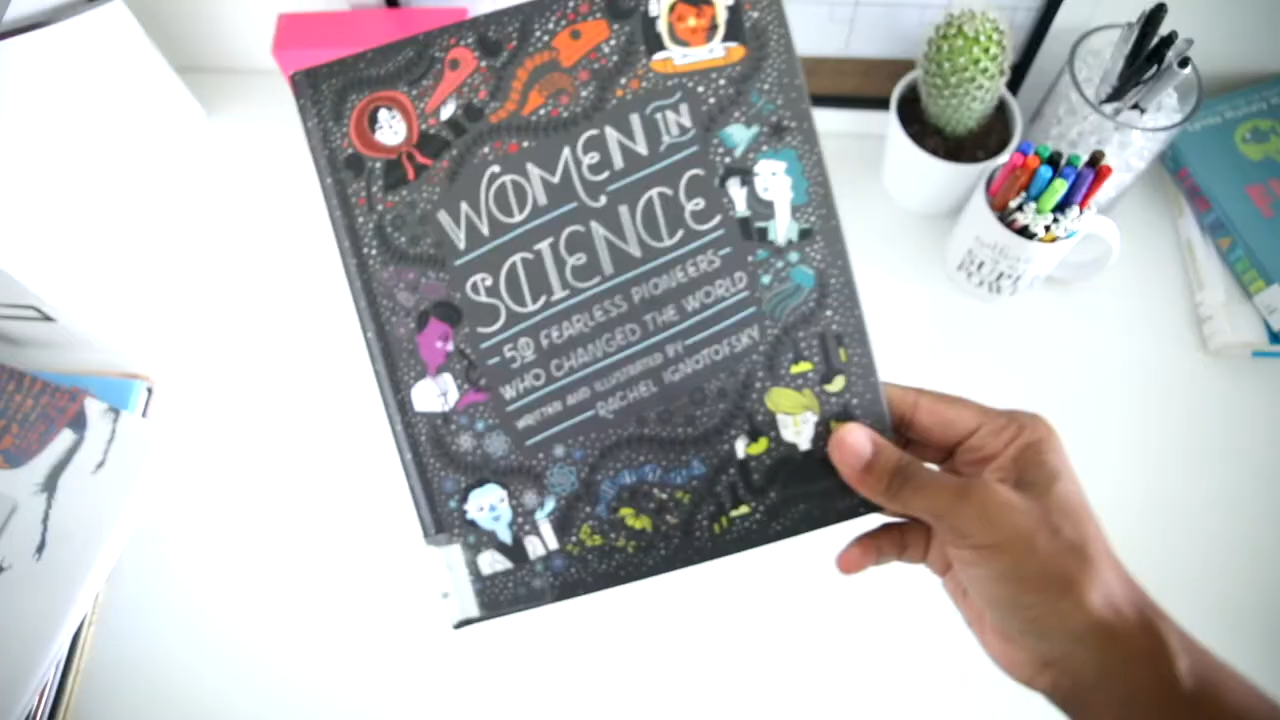 WOMEN IN
SCIENCE
50 FEARLESS PIONEERS
WHO CHANGED THE WORLD
WRITTEN AND ILLUSTRATED BY
RACHEL IGNOTOFSKY